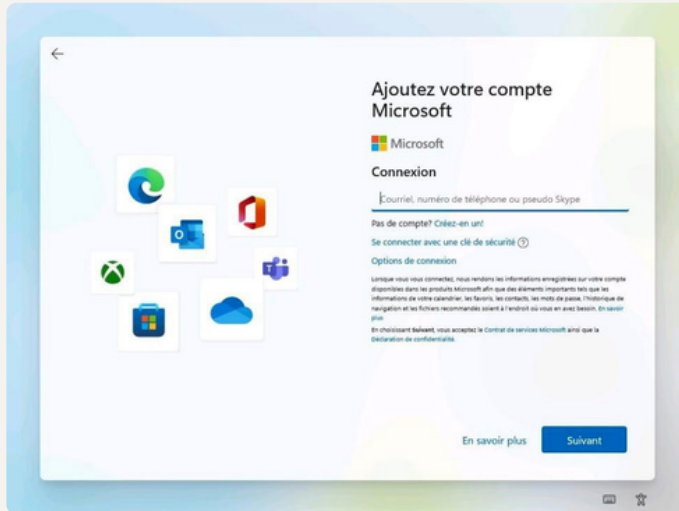 Ajoutez votre compte
Microsoft
Microsoft
Connexion
Courriel, numéro de téléphone ou pseudo Skype
Pas de compte? Créez-en un!
Se connecter avec une clé de sécurité
Options de connexion
Lorsque vous vous connectez, nous rendons les informations enregistrées sur votre compte
disponibles dans les produits Microsoft afin que des éléments importants tels que les
informations de votre calendrier, les favoris, les contacts, les mots de passe, l'historique de
navigation et les fichiers recommandés soient à l'endroit où vous en avez besoin. En savoir
plus
En choisissant Suivant, vous acceptez le Contrat de services Microsoft ainsi que la
Déclaration de confidentialité.
En savoir plus
Suivant